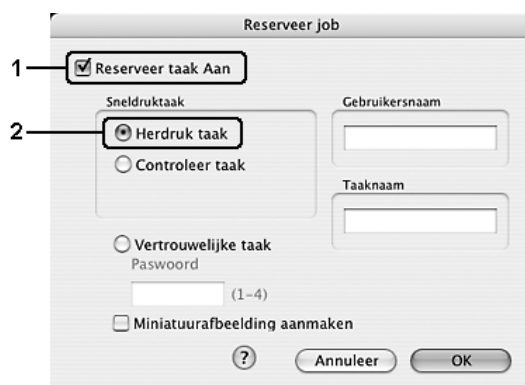 Reserveer job
1
Reserveer taak Aan
Sneldruktaak
Gebruikersnaam
2
Herdruk taak
Controleer taak
Taaknaam
Vertrouwelijke taak
Paswoord
(1-4)
Miniatuurafbeelding aanmaken
? Annuleer OK